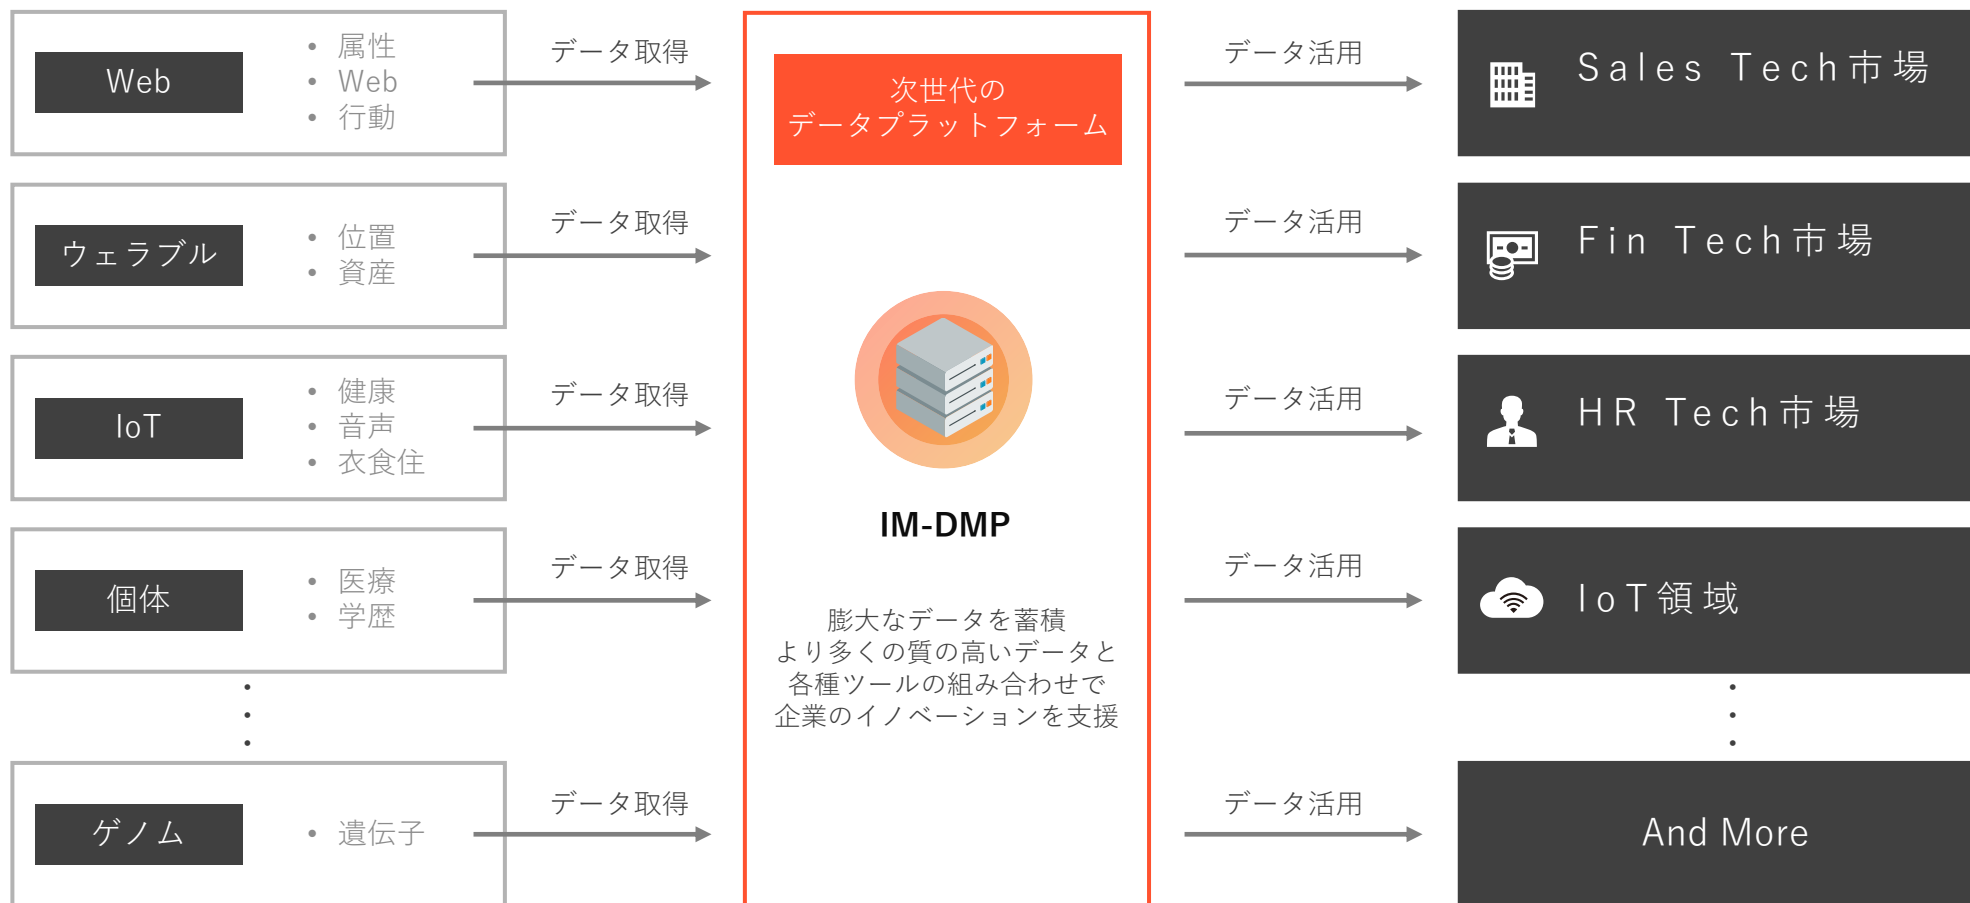 Web
• 属性
• Web
• 行動
データ取得
ウェラブル
• 位置
• 資産
データ取得
IoT
• 健康
• 音声
• 衣食住
データ取得
個体
• 医療
• 学歴
データ取得
ゲノム
• 遺伝子
データ取得
次世代の
データプラットフォーム
IM-DMP
膨大なデータを蓄積
より多くの質の高いデータと
各種ツールの組み合わせで
企業のイノベーションを支援
データ活用
Sales Tech市場
データ活用
Fin Tech市場
データ活用
HR Tech市場
データ活用
IoT領域
データ活用
And More